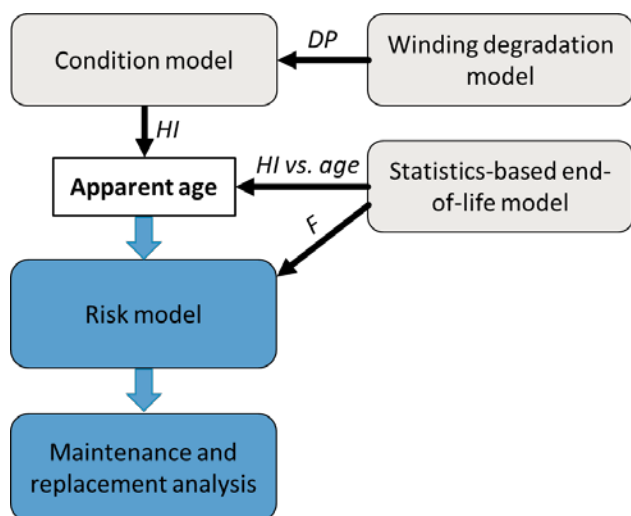 Condition model
DP
Winding degradation
model
HI
HI vs. age
Apparent age
Statistics-based end-
of-life model
F
Risk model
Maintenance and
replacement analysis